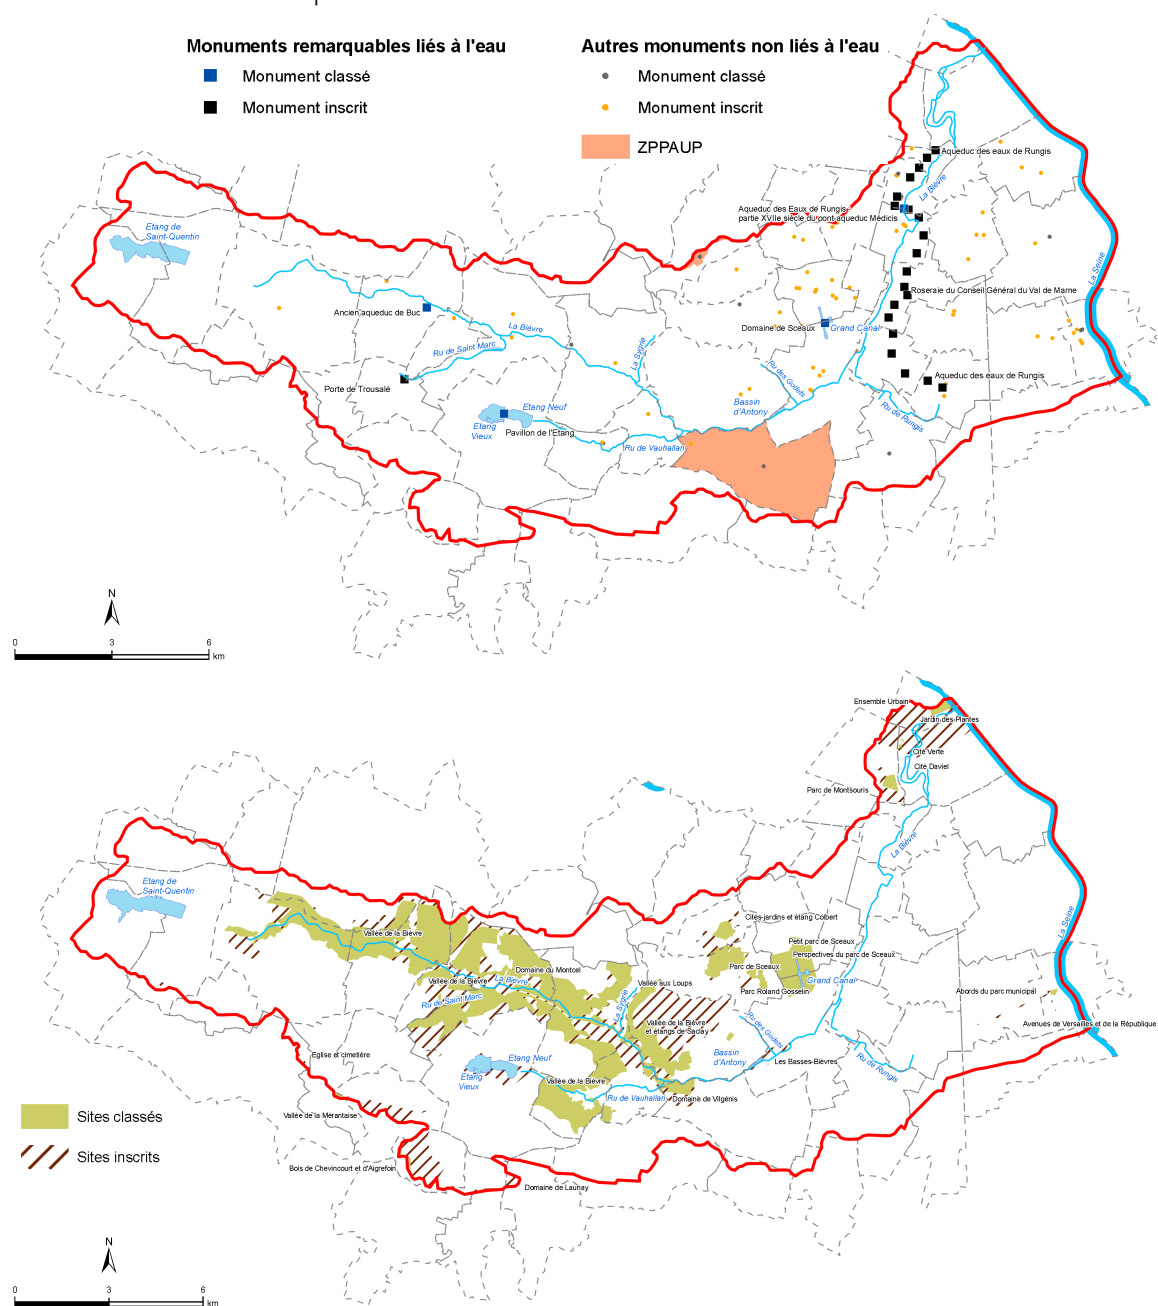 Monuments remarquables liés à l'eau
Monument classé
Monument inscrit
Autres monuments non liés à l'eau
Monument classé
Monument inscrit
ZPPAUP
Aqueduc des eaux de Rungis
La Bièvre
Aqueduc des Eaux de Rungis,
partie XVIIe siècle du pont-aqueduc Médicis
Etang de
Saint-Quentin
La Seine
Roseraie du Conseil Général du Val de Marne
Ancien aqueduc de Buc
La Bièvre
Domaine de Sceaux
Grand Canal
Ru de Saint Marc
La Sygrie
Porte de Trousalé
Ru des Godets
Aqueduc des eaux de Rungis
Etang Neuf
Bassin
d'Antony
Ru de Rungis
Etang
Vieux
Pavillon de l'Etang
Ru de Vauhallan
N
0 3 6
km
Ensemble Urbain
Jardin des Plantes
Cité Verte
Cité Daviel
Parc de Montsouris
La Bièvre
Etang de
Saint-Quentin
La Seine
Cités-jardins et étang Colbert
Vallée de la Bièvre
Petit parc de Sceaux
Perspectives du parc de Sceaux
Domaine du Montcel
Parc de Sceaux
Vallée de la Bièvre
La Bièvre
Vallée aux Loups
Grand Canal
Parc Roland Gosselin
Abords du parc municipal
Ru de Saint Marc
La Sygrie
Vallée de la Bièvre
et étangs de Saclay
Ru des Godets
Avenues de Versailles et de la République
Eglise et cimetière
Etang Neuf
Bassin
d'Antony
Les Basses-Bièvres
Ru de Rungis
Etang
Vieux
Vallée de la Bièvre
Ru de Vauhallan
Domaine de Vilgénis
Sites classés
Vallée de la Mérantaise
Sites inscrits
Bois de Chevincourt et d'Aigrefoin
Domaine de Launay
N
0 3 6
km